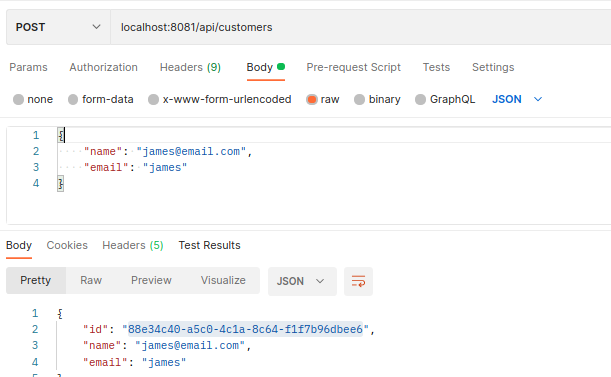 POST localhost:8081/api/customers
Params Authorization Headers (9) Body Pre-request Script Tests Settings
none form-data x-www-form-urlencoded raw binary GraphQL JSON
1 {
2 "name": "james@email.com",
3 "email": "james"
4 }
Body Cookies Headers (5) Test Results
Pretty Raw Preview Visualize JSON
1 {
2 "id": "88e34c40-a5c0-4c1a-8c64-f1f7b96dbee6",
3 "name": "james@email.com",
4 "email": "james"